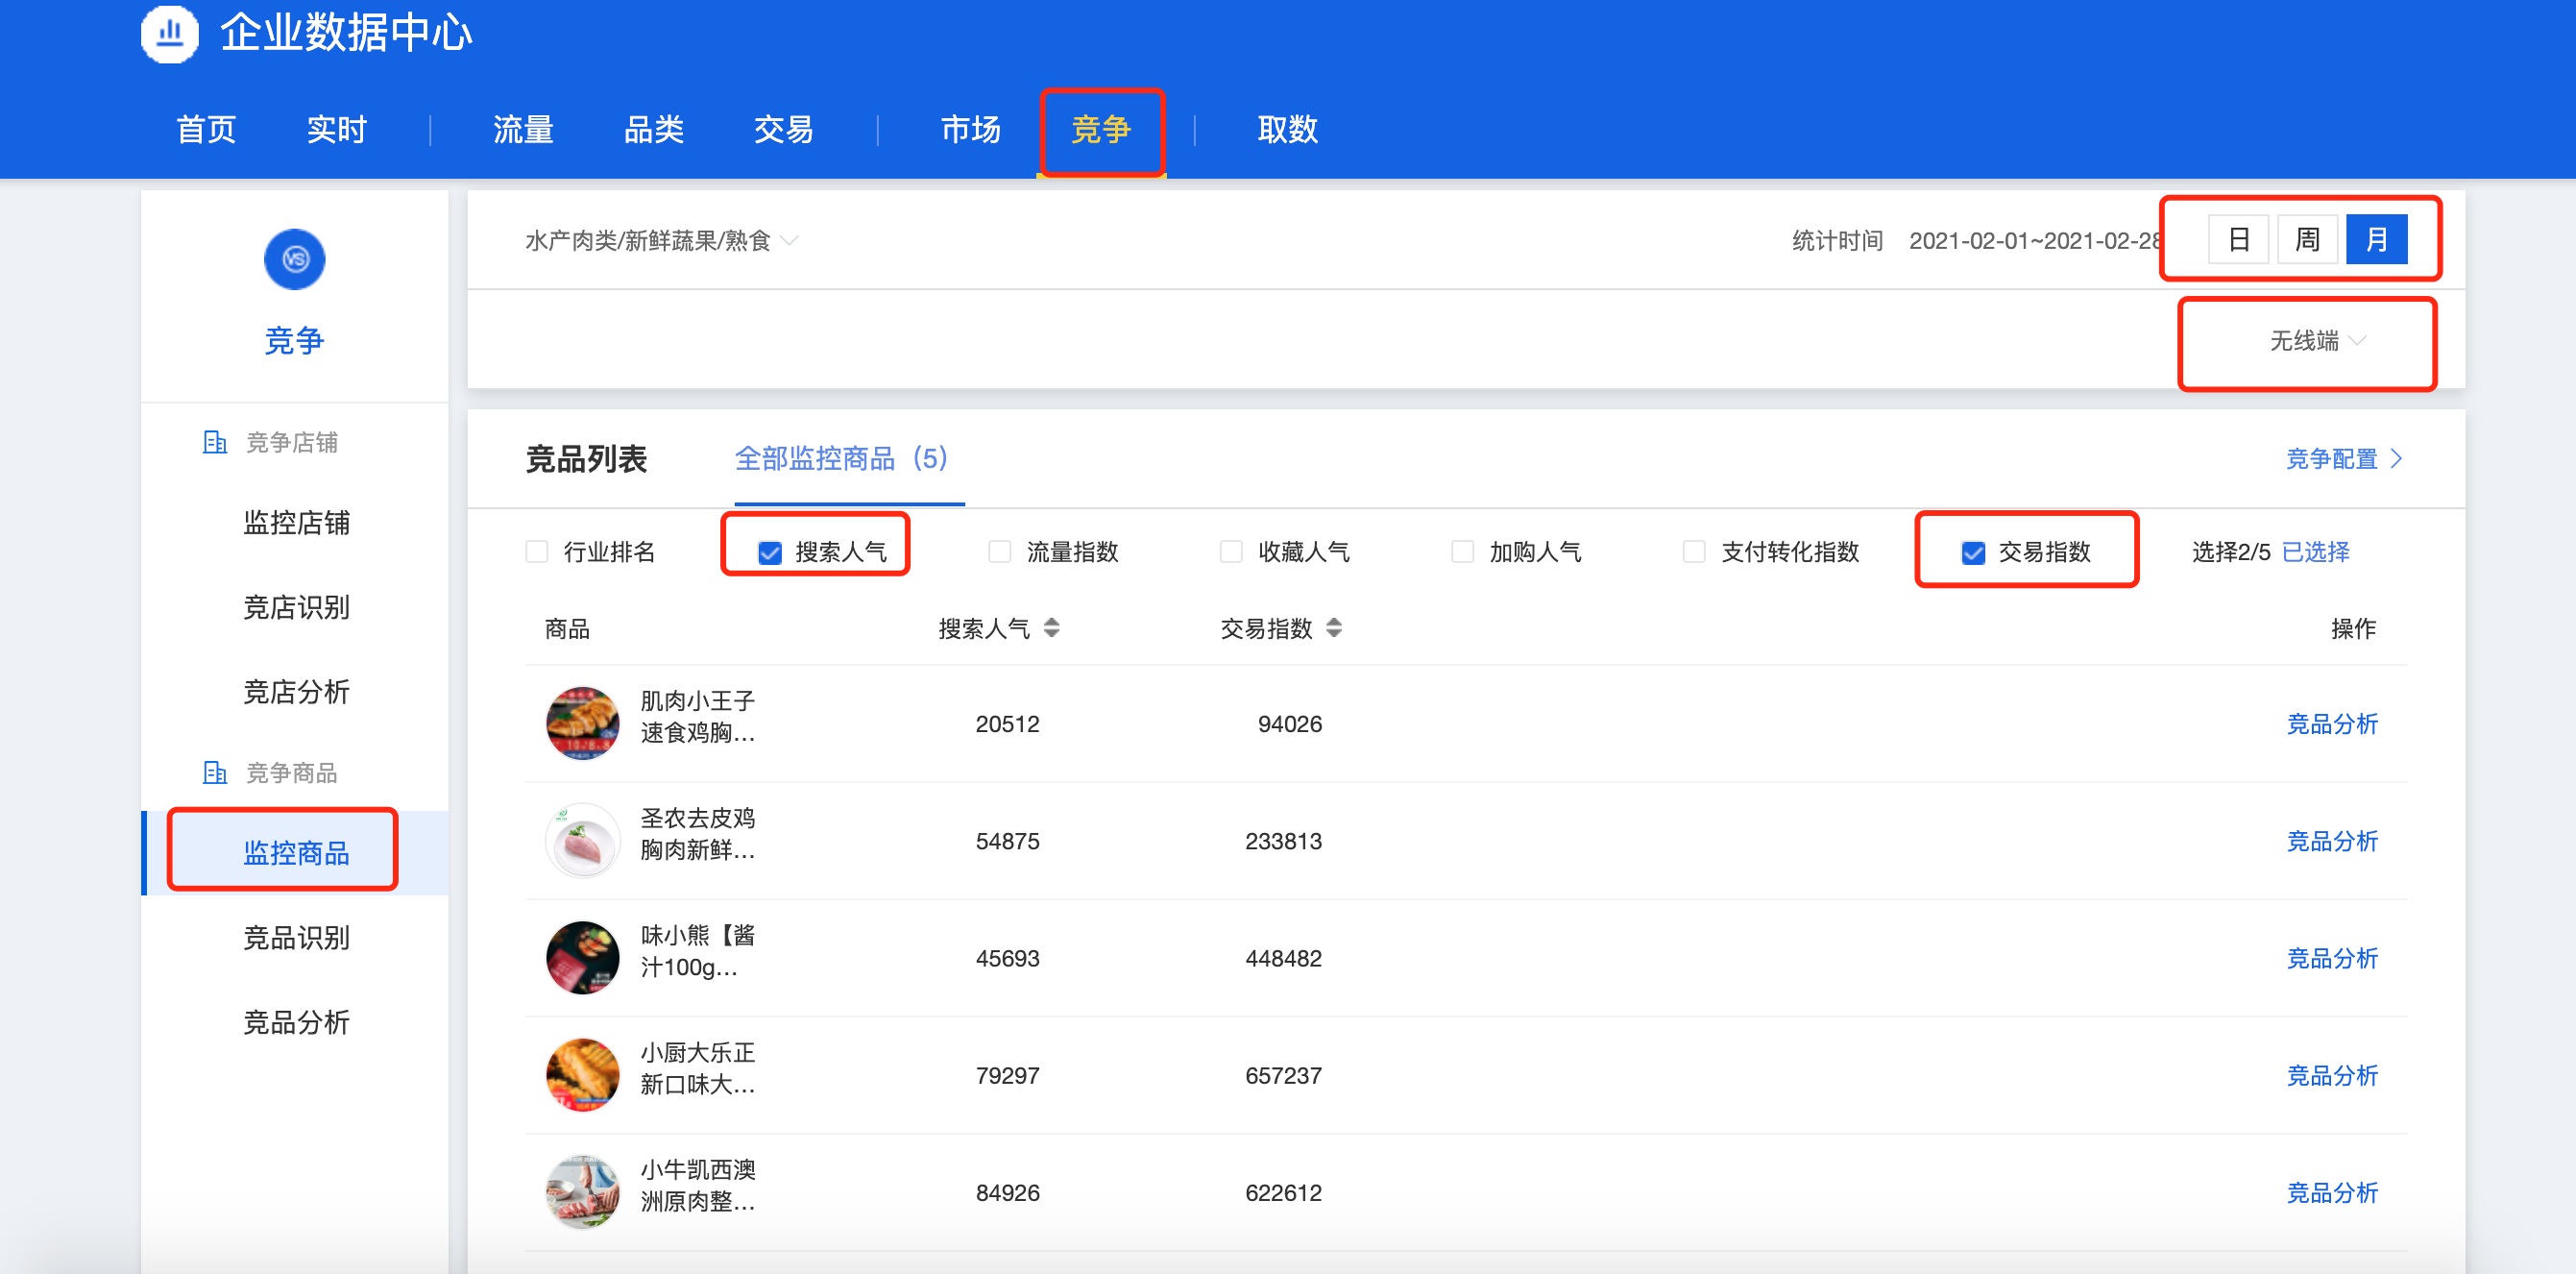 企业数据中心
首页 实时 流量 品类 交易 市场 竞争 取数
竞争
竞争店铺
监控店铺
竞店识别
竞店分析
竞争商品
监控商品
竞品识别
竞品分析
水产肉类/新鲜蔬果/熟食 统计时间 2021-02-01~2021-02-28 日 周 月
无线端
竞品列表 全部监控商品（5） 竞争配置
行业排名 搜索人气 流量指数 收藏人气 加购人气 支付转化指数 交易指数 选择2/5 已选择
商品 搜索人气 交易指数 操作
肌肉小王子
速食鸡胸... 20512 94026 竞品分析
圣农去皮鸡
胸肉新鲜... 54875 233813 竞品分析
味小熊【酱
汁100g... 45693 448482 竞品分析
小厨大乐正
新口味大... 79297 657237 竞品分析
小牛凯西澳
洲原肉整... 84926 622612 竞品分析